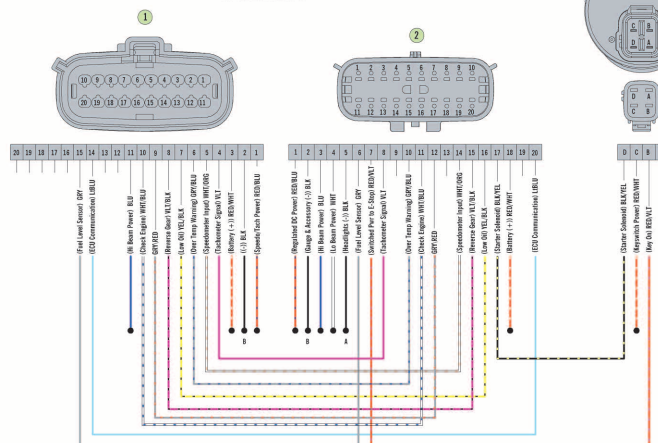 1
2
C B
D A
D A
C B
10 9 8 7 6 5 4 3 2 1
20 19 18 17 16 15 14 13 12 11
1 2 3 4 5 6 7 8 9 10
11 12 13 14 15 16 17 18 19 20
20 19 18 17 16 15 14 13 12 11 10 9 8 7 6 5 4 3 2 1
1 2 3 4 5 6 7 8 9 10 11 12 13 14 15 16 17 18 19 20
D C B
(Fuel Level Sensor) GRY
(ECU Communication) LtBLU
(Hi Beam Power) BLU
(Check Engine) WHT/BLU
GRY/RED
(Reverse Gear) VLT/BLK
(Low Oil) YEL/BLK
(Over Temp Warning) GRY/BLU
(Speedometer Input) WHT/ORG
(Tachometer Signal) VLT
(Battery (+)) RED/WHT
((-)) BLK
(Speedo/Tach Power) RED/BLU
(Regulated DC Power) RED/BLU
(Gauge & Accessory (-)) BLK
(Hi Beam Power) BLU
(Lo Beam Power) WHT
(Headlights (-)) BLK
(Fuel Level Sensor) GRY
(Switched Pwr to E-Stop) RED/VLT
(Tachometer Signal) VLT
(Over Temp Warning) GRY/BLU
(Check Engine) WHT/BLU
GRY/RED
(Speedometer Input) WHT/ORG
(Reverse Gear) VLT/BLK
(Low Oil) YEL/BLK
(Starter Solenoid) BLK/YEL
(Battery (+)) RED/WHT
(ECU Communication) LtBLU
(Starter Solenoid) BLK/YEL
(Keyswitch Power) RED/WHT
(Key On) RED/VLT
B
B
A